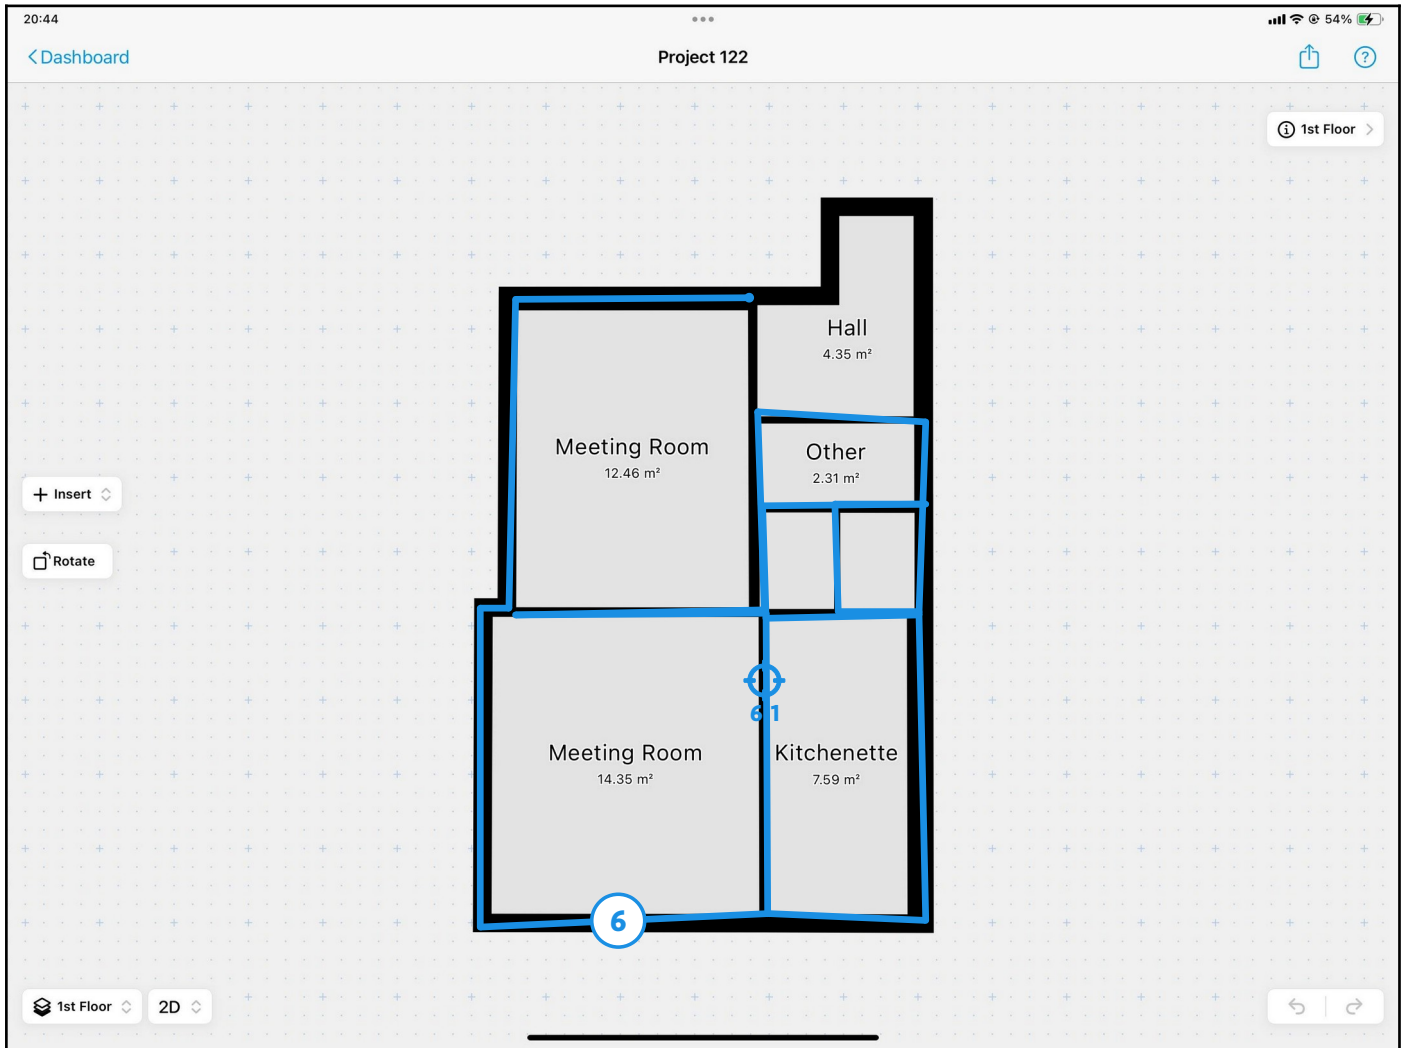 20:44
54%
Dashboard
Project 122
1st Floor
Hall
4.35 m²
Meeting Room
12.46 m²
Other
2.31 m²
Insert
Rotate
6.1
Meeting Room
14.35 m²
Kitchenette
7.59 m²
6
1st Floor
2D